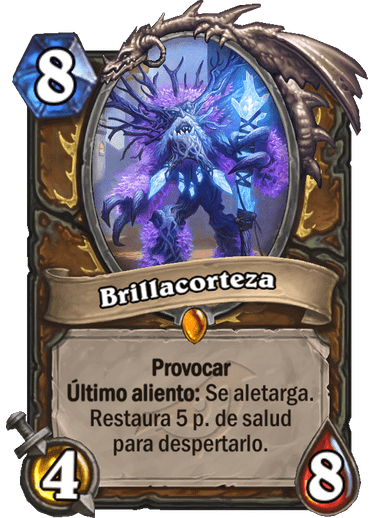 8
Brillacorteza
Provocar
Último aliento: Se aletarga.
Restaura 5 p. de salud
para despertarlo.
4
8